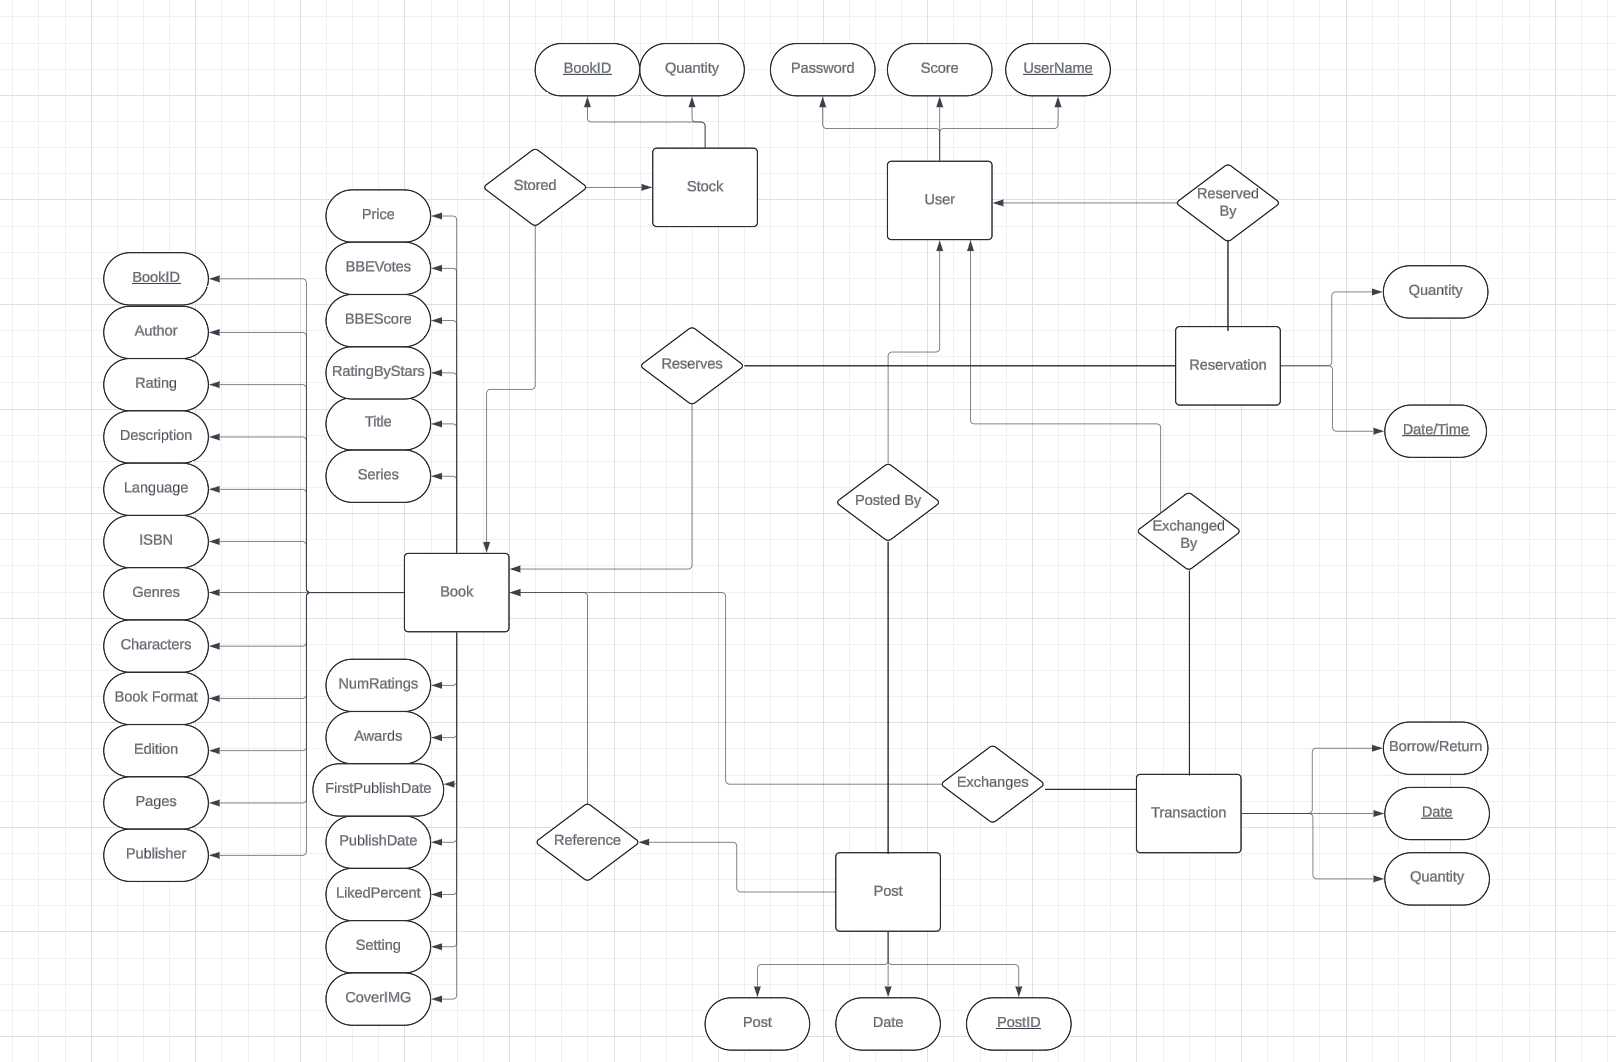 BookID
Quantity
Password
Score
UserName
Stored
Stock
User
Reserved
By
Price
BBEVotes
BBEScore
RatingByStars
Title
Series
BookID
Author
Rating
Description
Language
ISBN
Genres
Characters
Book Format
Edition
Pages
Publisher
Reserves
Reservation
Quantity
Date/Time
Posted By
Exchanged
By
Book
NumRatings
Awards
FirstPublishDate
PublishDate
LikedPercent
Setting
CoverIMG
Exchanges
Transaction
Borrow/Return
Date
Quantity
Reference
Post
Post
Date
PostID